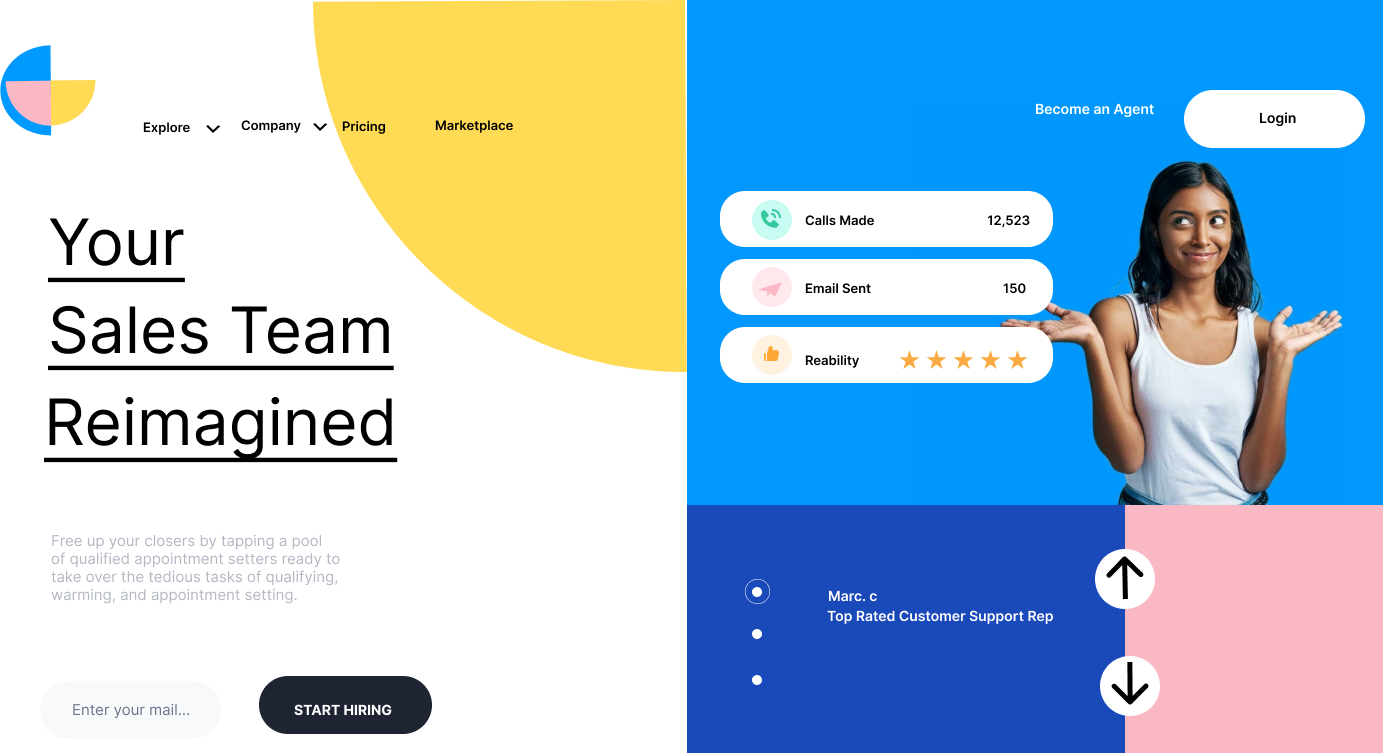 Explore
Company
Pricing
Marketplace
Become an Agent
Login
Your
Sales Team
Reimagined
Free up your closers by tapping a pool
of qualified appointment setters ready to
take over the tedious tasks of qualifying,
warming, and appointment setting.
Enter your mail...
START HIRING
Calls Made 12,523
Email Sent 150
Reability
Marc. c
Top Rated Customer Support Rep